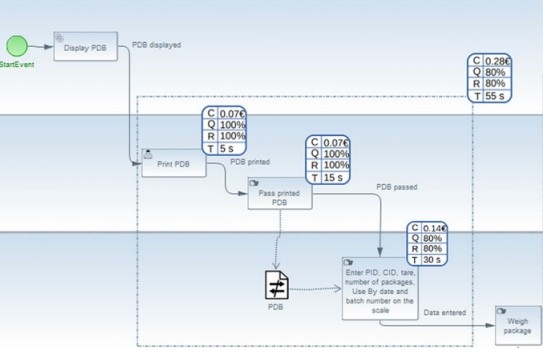 Display PDB
PDB displayed
StartEvent
C 0.28€
Q 80%
R 80%
T 55 s
C 0.07€
Q 100%
R 100%
T 5 s
Print PDB
PDB printed
C 0.07€
Q 100%
R 100%
T 15 s
Pass printed
PDB
PDB passed
C 0.14€
Q 80%
R 80%
T 30 s
Enter PID, CID, tare,
number of packages,
Use By date and
batch number on the
scale
PDB
Data entered
Weigh
package